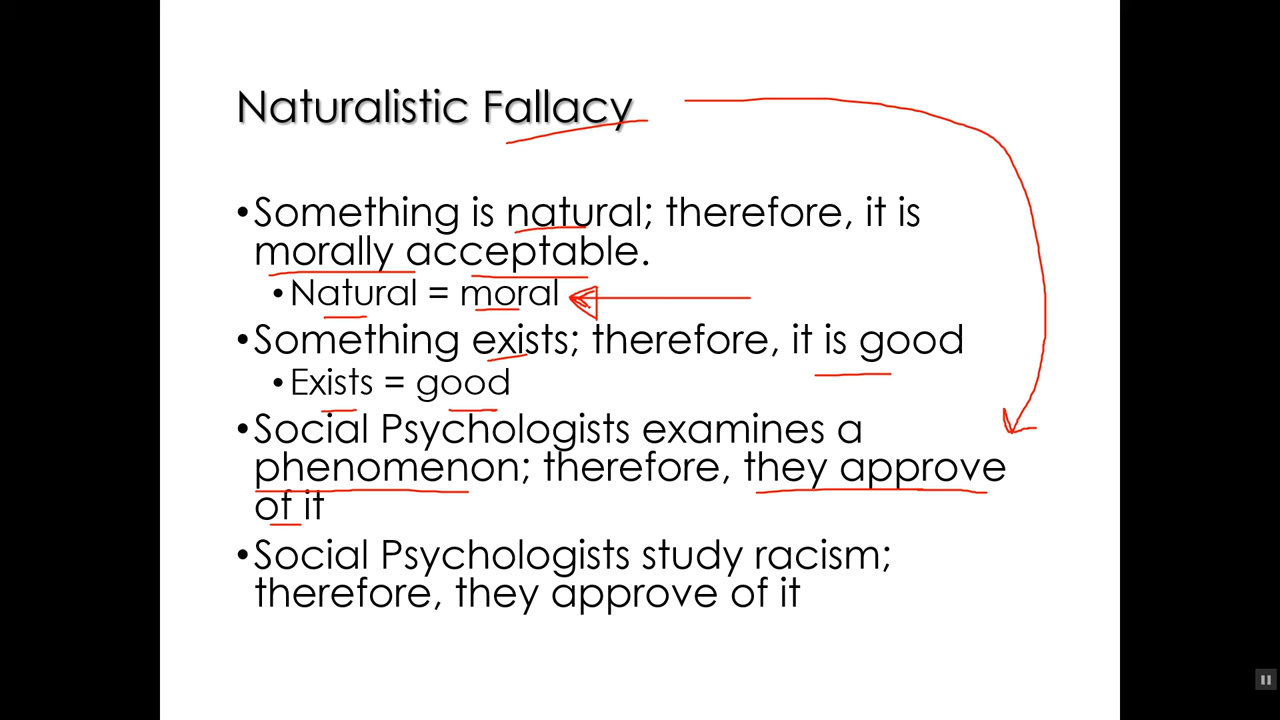 Naturalistic Fallacy
•Something is natural; therefore, it is
morally acceptable.
•Natural = moral
•Something exists; therefore, it is good
•Exists = good
•Social Psychologists examines a
phenomenon; therefore, they approve
of it
•Social Psychologists study racism;
therefore, they approve of it